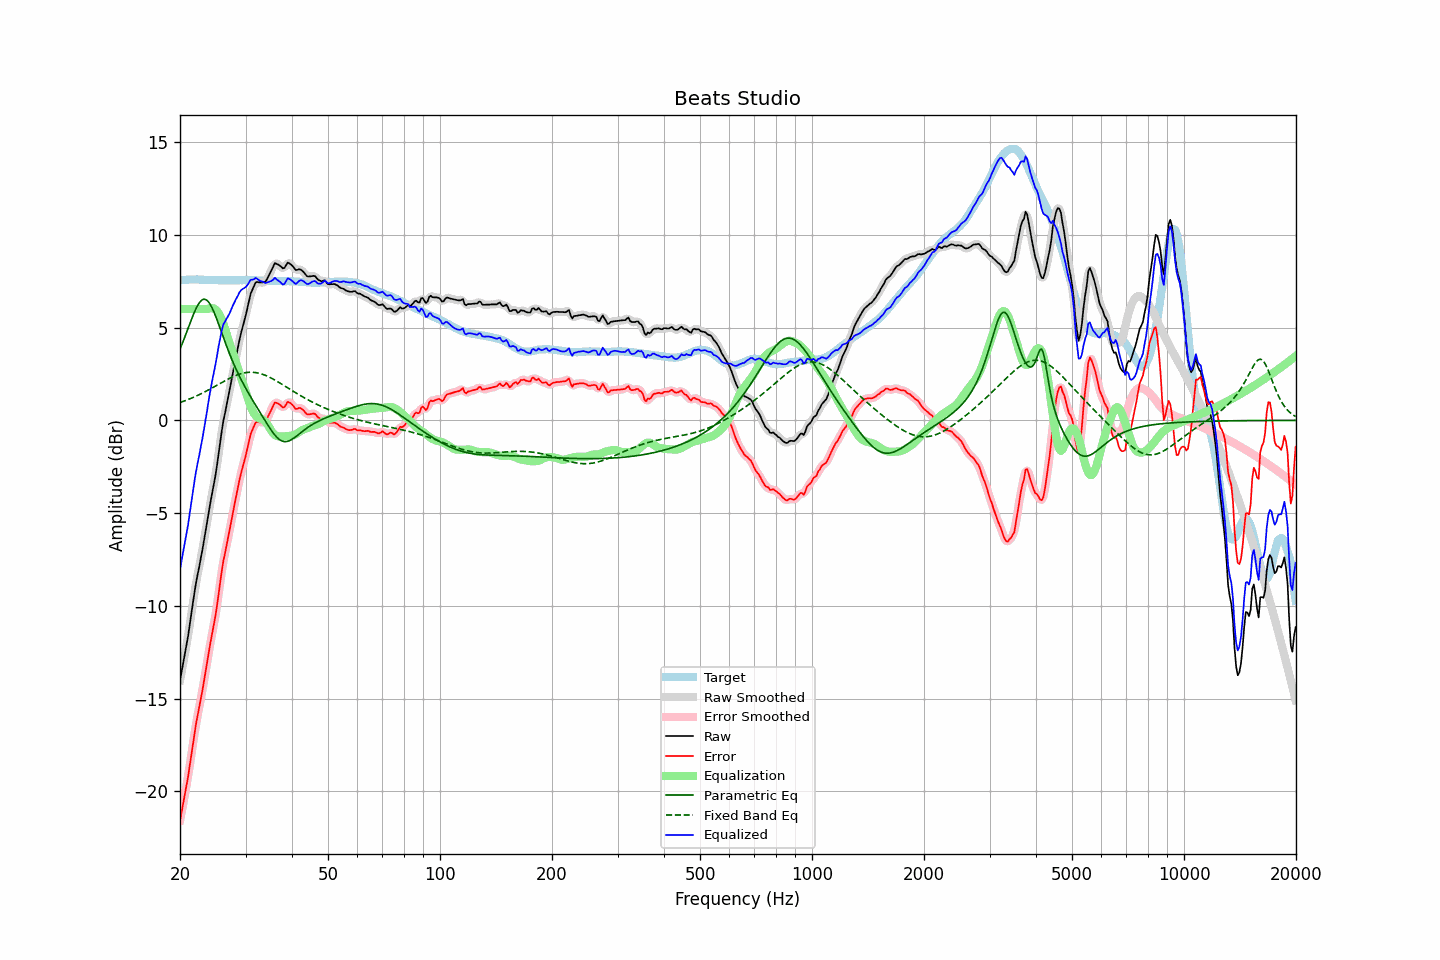 Beats Studio
Amplitude (dBr)
15
10
5
0
−5
−10
−15
−20
Target
Raw Smoothed
Error Smoothed
Raw
Error
Equalization
Parametric Eq
Fixed Band Eq
Equalized
20 50 100 200 500 1000 2000 5000 10000 20000
Frequency (Hz)